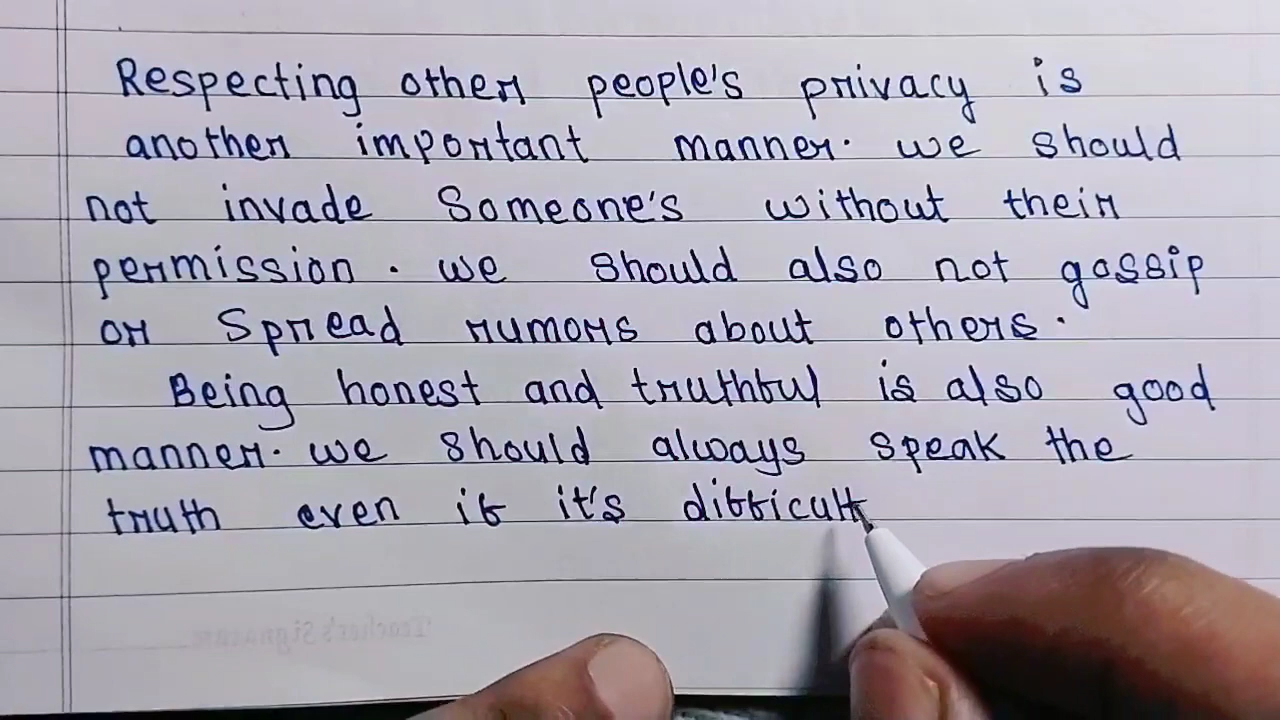 Respecting other people's privacy is
another important manner. we should
not invade Someone's without their
permission. we should also not gossip
or Spread rumors about others.
Being honest and truthful is also good
manner. we should always speak the
truth even if it's difficult
Teacher's Signature